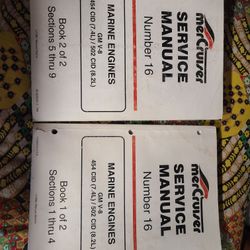 merCruiser
SERVICE
MANUAL
Number 16
MARINE ENGINES
GM V-8
454 CID (7.4L) / 502 CID (8.2L)
Book 2 of 2
Sections 5 thru 9
merCruiser
SERVICE
MANUAL
Number 16
MARINE ENGINES
GM V-8
454 CID (7.4L) / 502 CID (8.2L)
Book 1 of 2
Sections 1 thru 4